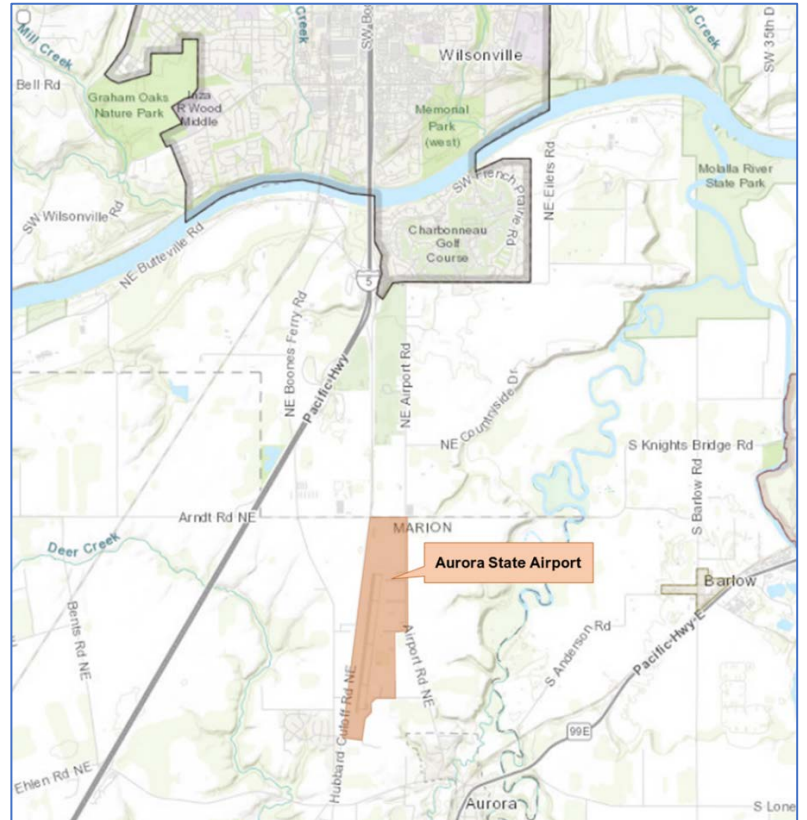 Mill Creek
Creek
SW Bo
d Creek
SW 35th D
Wilsonville
Bell Rd
Graham Oaks
Nature Park
Inza
R Wood
Middle
Memorial
Park
(west)
Molalla River
State Park
SW French Prairie Rd
NE Eilers Rd
SW Wilsonville Rd
NE Butteville Rd
Charbonneau
Golf
Course
5
NE Boones Ferry Rd
Pacific Hwy
NE Airport Rd
NE Countryside Dr
S Knights Bridge Rd
S Barlow Rd
Arndt Rd NE
MARION
Deer Creek
Aurora State Airport
Barlow
Bents Rd NE
Airport Rd NE
S Anderson Rd
Pacific Hwy E
Hubbard Cutoff Rd NE
99E
Ehlen Rd NE
Aurora
S Lone